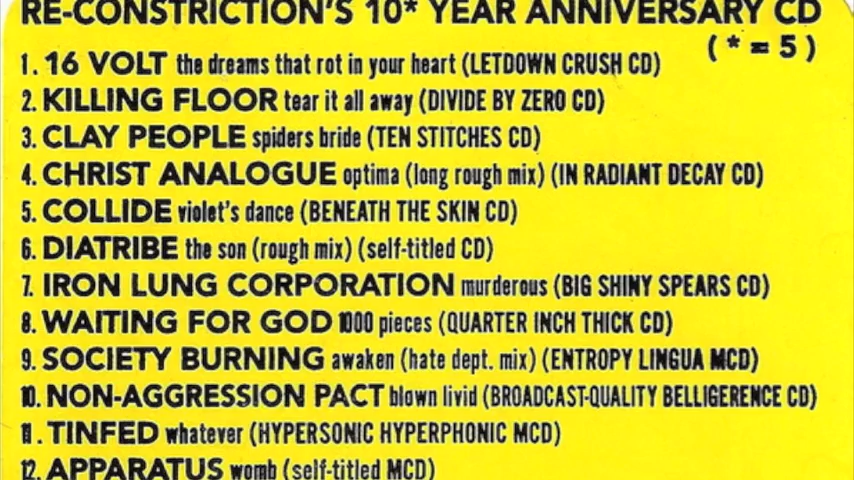 RE-CONSTRICTION'S 10* YEAR ANNIVERSARY CD
(* = 5)
1. 16 VOLT the dreams that rot in your heart (LETDOWN CRUSH CD)
2. KILLING FLOOR tear it all away (DIVIDE BY ZERO CD)
3. CLAY PEOPLE spiders bride (TEN STITCHES CD)
4. CHRIST ANALOGUE optima (long rough mix) (IN RADIANT DECAY CD)
5. COLLIDE violet's dance (BENEATH THE SKIN CD)
6. DIATRIBE the son (rough mix) (self-titled CD)
7. IRON LUNG CORPORATION murderous (BIG SHINY SPEARS CD)
8. WAITING FOR GOD 1000 pieces (QUARTER INCH THICK CD)
9. SOCIETY BURNING awaken (hate dept. mix) (ENTROPY LINGUA MCD)
10. NON-AGGRESSION PACT blown livid (BROADCAST-QUALITY BELLIGERENCE CD)
11. TINFED whatever (HYPERSONIC HYPERPHONIC MCD)
12. APPARATUS womb (self-titled MCD)